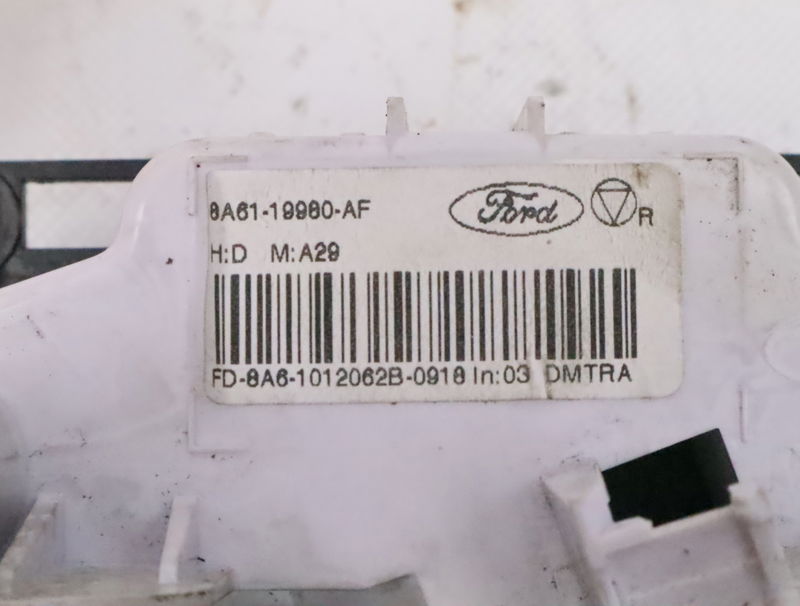 8A61-19980-AF
Ford
R
H:D M:A29
FD-8A6-1012062B-0918 In:03 DMTRA